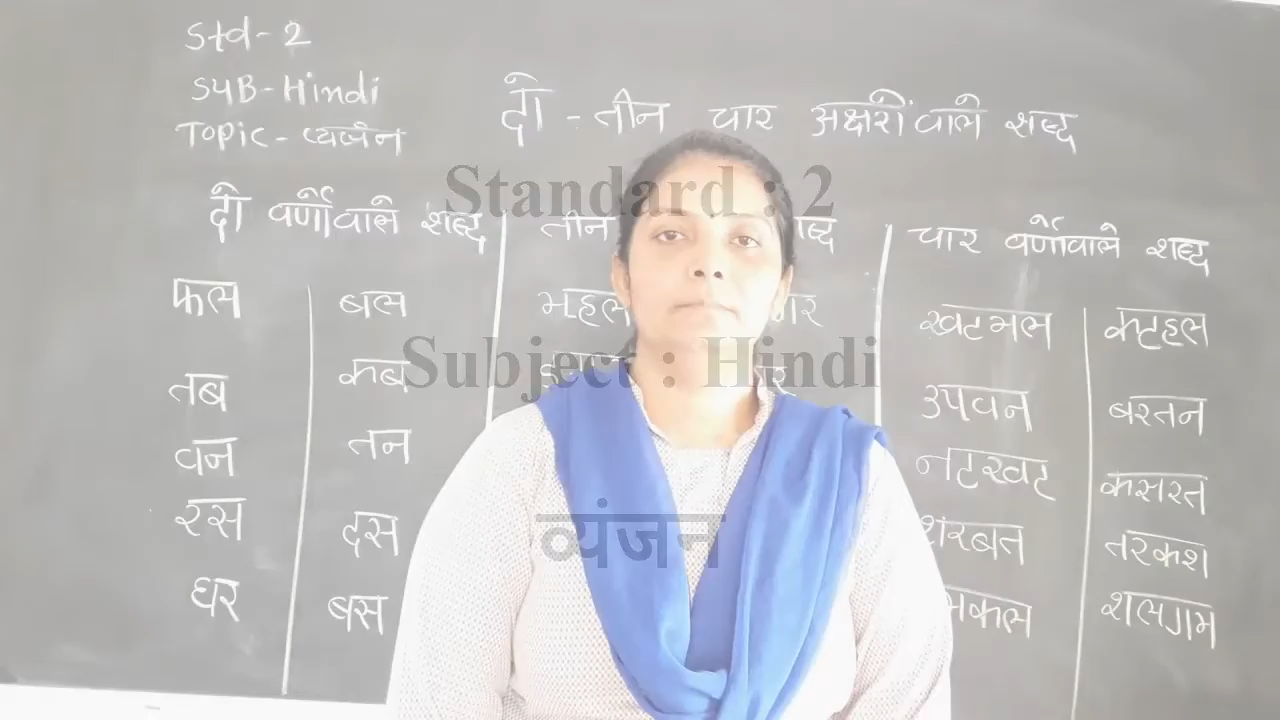 Std-2
SUB-Hindi
Topic-व्यंजन
दो -तीन चार अक्षरोंवाले शब्द
Standard : 2
दो वर्णोंवाले शब्द
तीन
चार वर्णोंवाले शब्द
फल बल
महल
खटमल कटहल
Subject : Hindi
तब कब
उपवन बरतन
वन तन
नटखट कसरत
व्यंजन
रस दस
शरबत तरकश
घर बस
शलगम